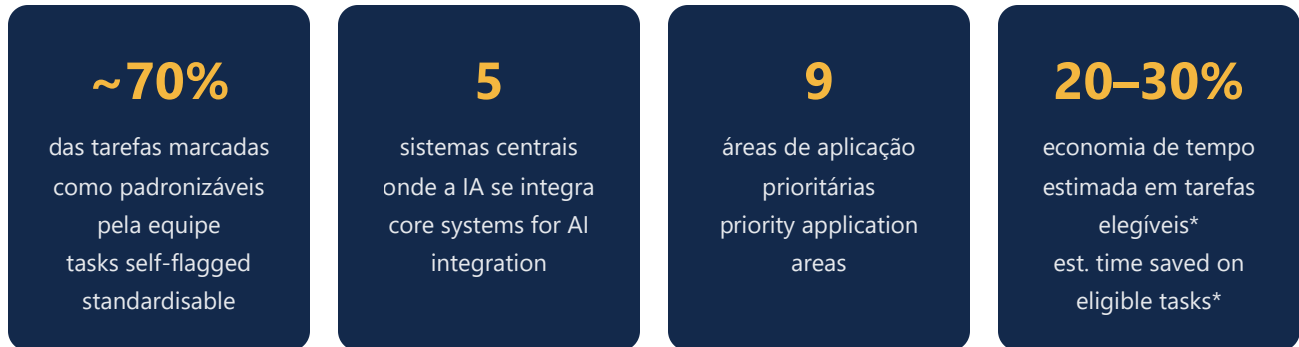 ~70%
das tarefas marcadas
como padronizáveis
pela equipe
tasks self-flagged
standardisable
5
sistemas centrais
onde a IA se integra
core systems for AI
integration
9
áreas de aplicação
prioritárias
priority application
areas
20–30%
economia de tempo
estimada em tarefas
elegíveis*
est. time saved on
eligible tasks*